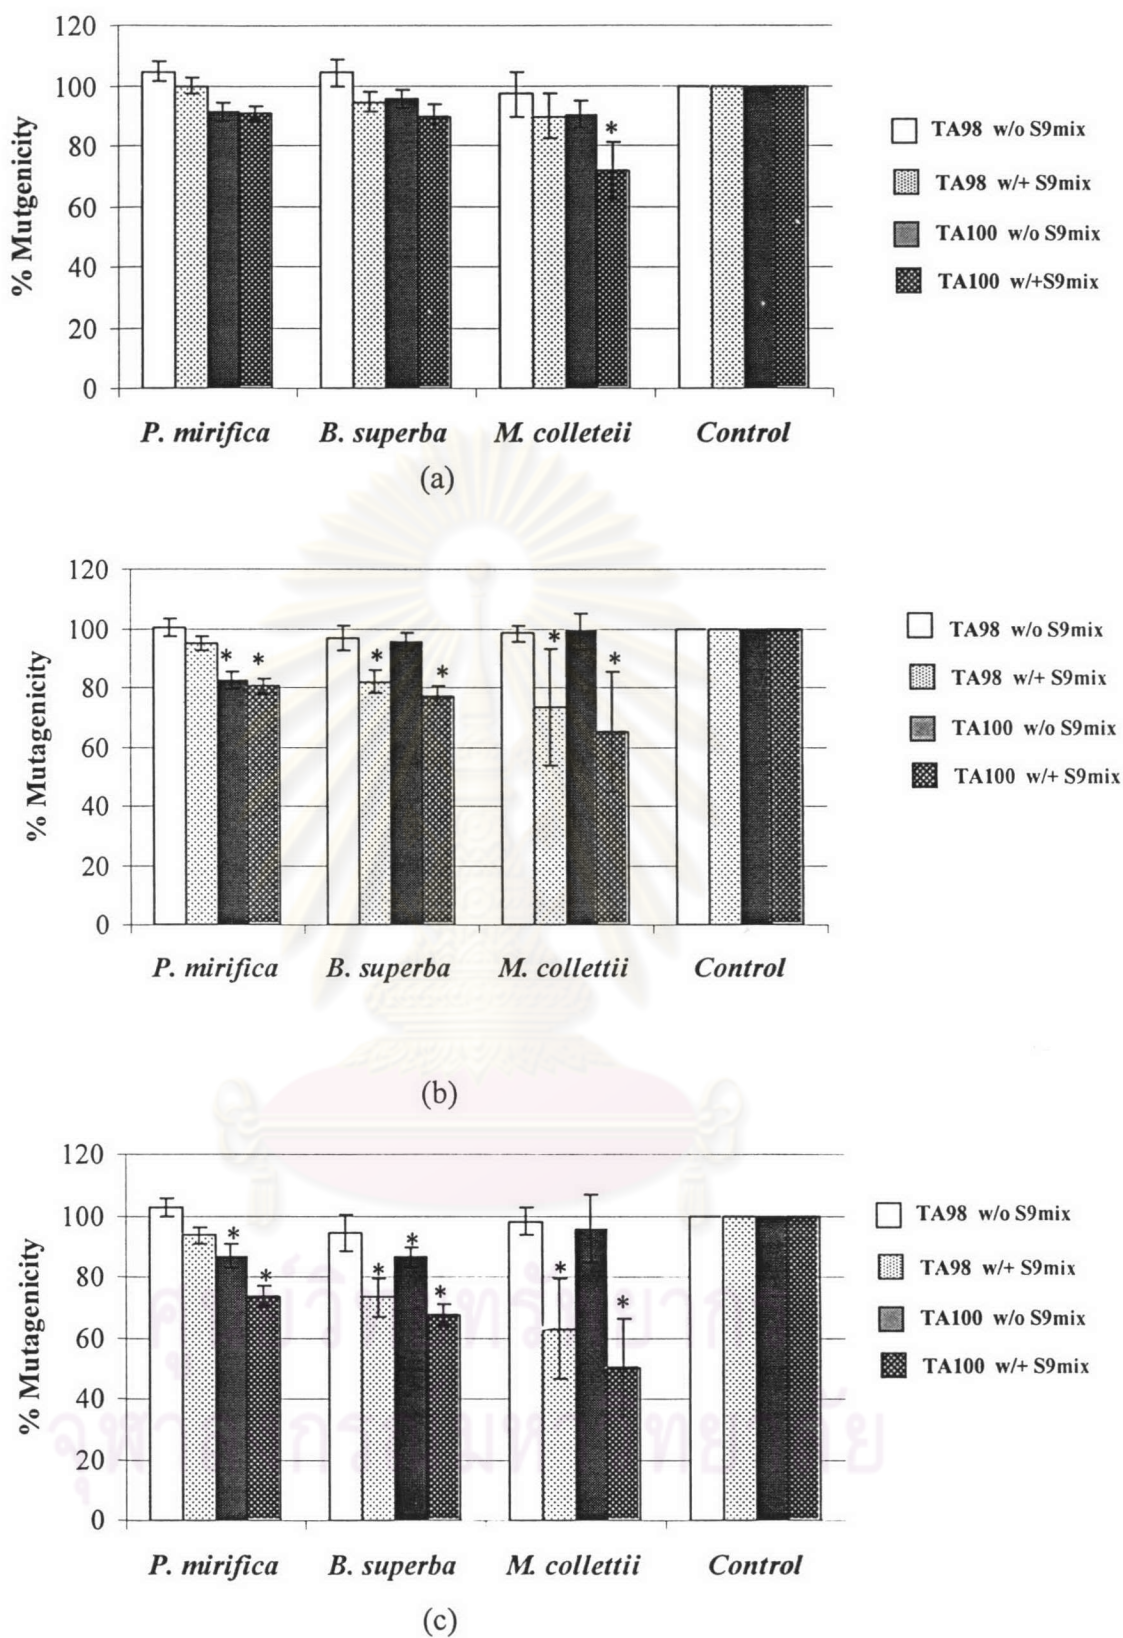 120
100
80
60
40
20
0
% Mutgenicity
*
P. mirifica
B. superba
M. colleteii
Control
TA98 w/o S9mix
TA98 w/+ S9mix
TA100 w/o S9mix
TA100 w/+S9mix
(a)
120
100
80
60
40
20
0
% Mutagenicity
* *
* *
* *
P. mirifica
B. superba
M. collettii
Control
TA98 w/o S9mix
TA98 w/+ S9mix
TA100 w/o S9mix
TA100 w/+ S9mix
(b)
120
100
80
60
40
20
0
% Mutagenicity
* *
* * *
* *
P. mirifica
B. superba
M. collettii
Control
TA98 w/o S9mix
TA98 w/+ S9mix
TA100 w/o S9mix
TA100 w/+ S9mix
(c)